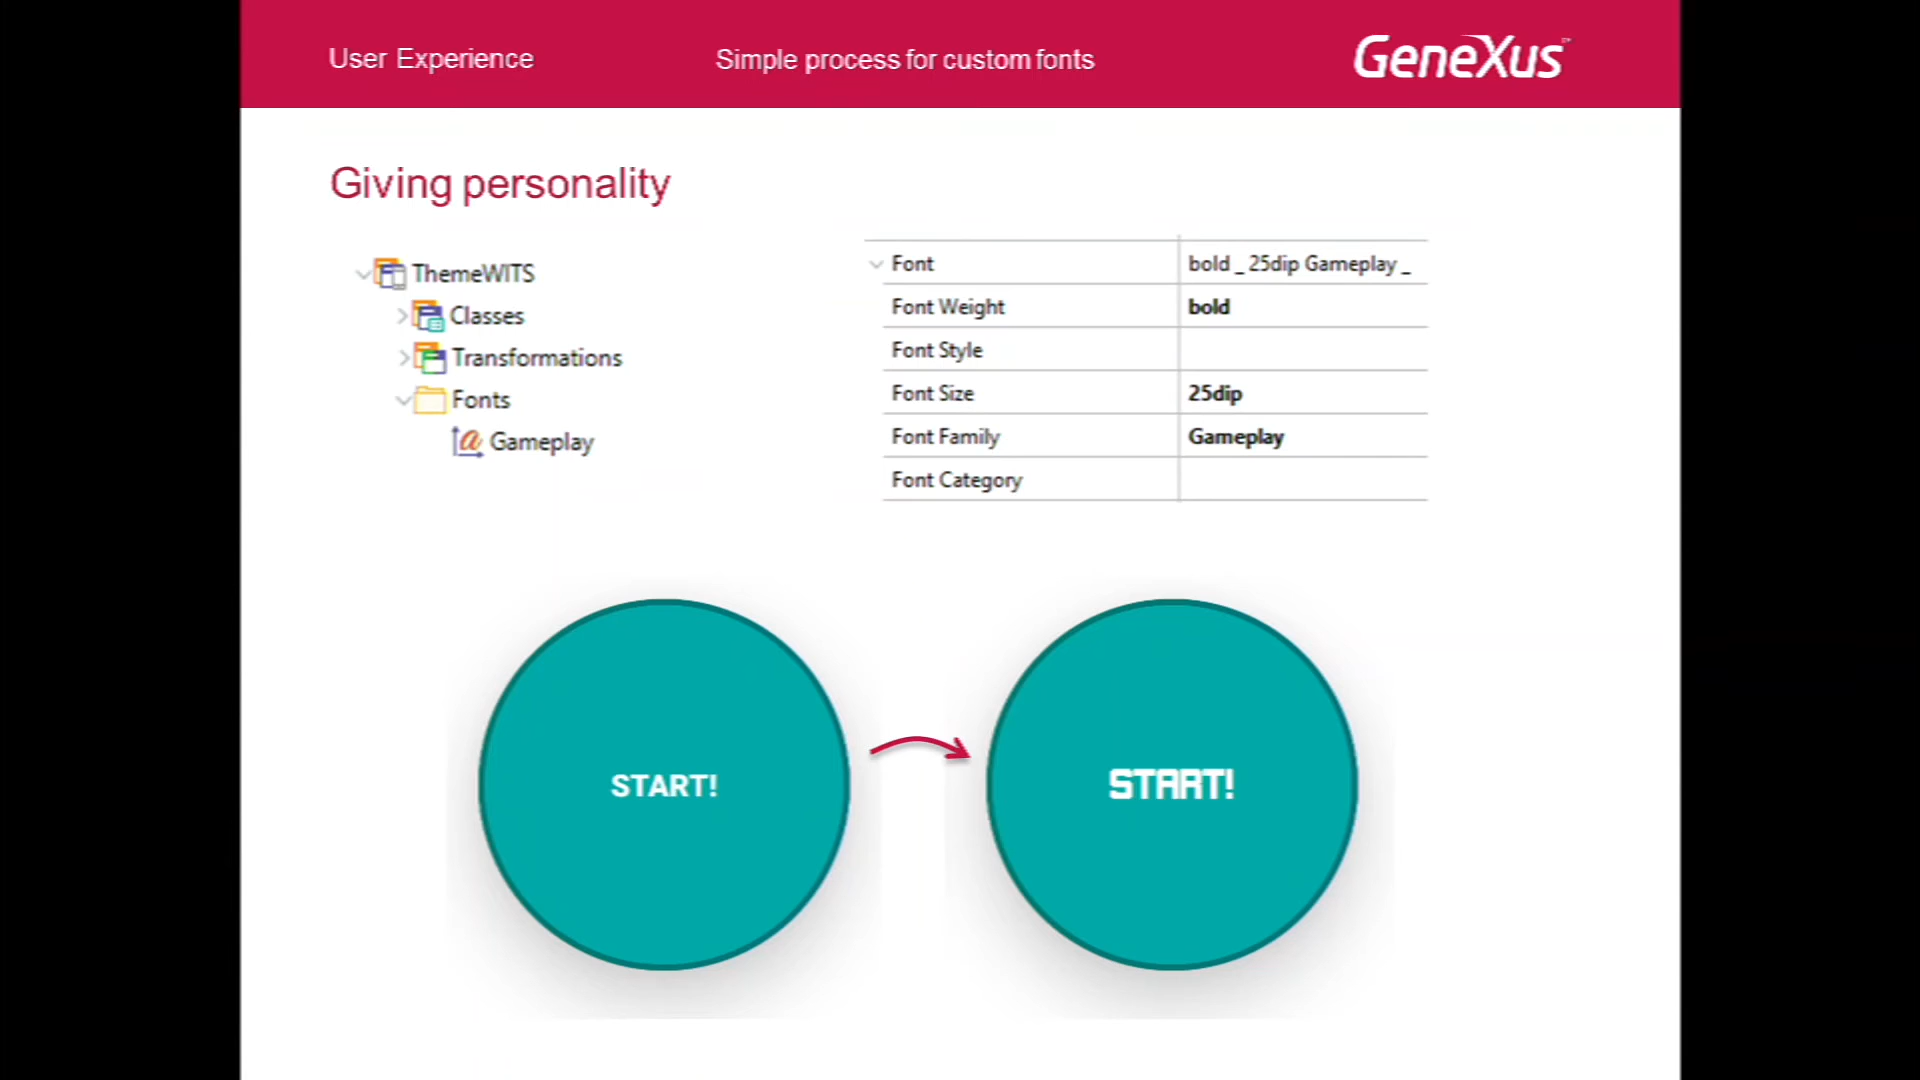 User Experience
Simple process for custom fonts
GeneXus™
Giving personality
ThemeWITS
Classes
Transformations
Fonts
Gameplay
Font bold _ 25dip Gameplay _
Font Weight bold
Font Style
Font Size 25dip
Font Family Gameplay
Font Category
START!
START!